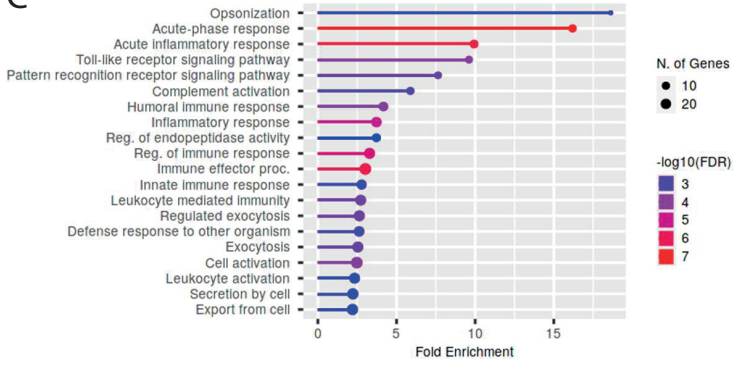 C
Opsonization
Acute-phase response
Acute inflammatory response
Toll-like receptor signaling pathway
Pattern recognition receptor signaling pathway
Complement activation
Humoral immune response
Inflammatory response
Reg. of endopeptidase activity
Reg. of immune response
Immune effector proc.
Innate immune response
Leukocyte mediated immunity
Regulated exocytosis
Defense response to other organism
Exocytosis
Cell activation
Leukocyte activation
Secretion by cell
Export from cell
0 5 10 15
Fold Enrichment
N. of Genes
10
20
-log10(FDR)
3
4
5
6
7